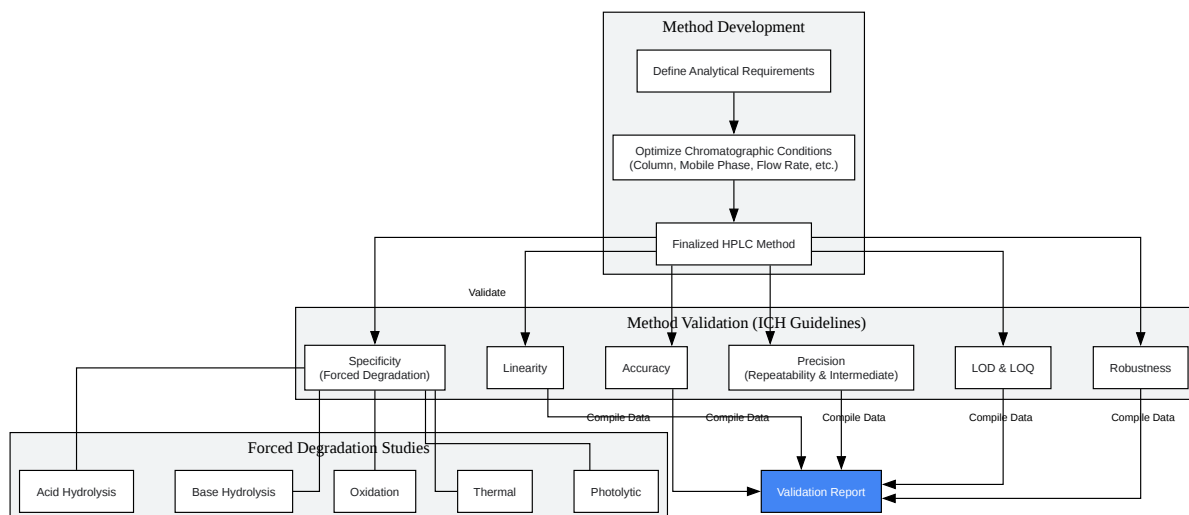 Method Development
Define Analytical Requirements
Optimize Chromatographic Conditions
(Column, Mobile Phase, Flow Rate, etc.)
Finalized HPLC Method
Validate
Method Validation (ICH Guidelines)
Specificity
(Forced Degradation)
Linearity
Accuracy
Precision
(Repeatability & Intermediate)
LOD & LOQ
Robustness
Compile Data
Compile Data
Compile Data
Compile Data
Compile Data
Forced Degradation Studies
Acid Hydrolysis
Base Hydrolysis
Oxidation
Thermal
Photolytic
Validation Report